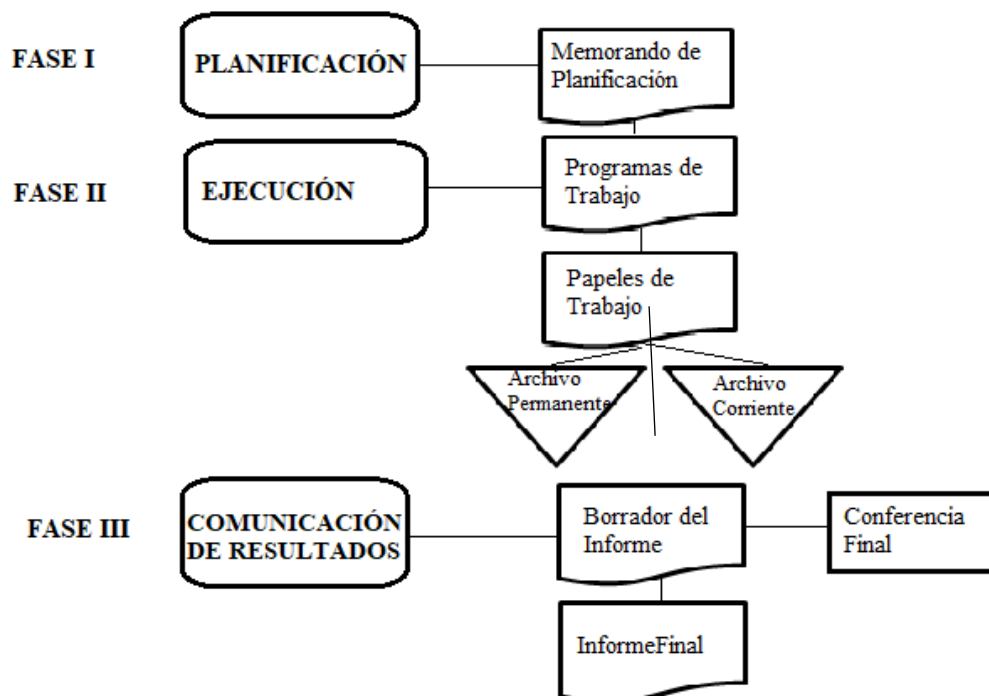 FASE I
PLANIFICACIÓN
Memorando de
Planificación
FASE II
EJECUCIÓN
Programas de
Trabajo
Papeles de
Trabajo
Archivo
Permanente
Archivo
Corriente
FASE III
COMUNICACIÓN
DE RESULTADOS
Borrador del
Informe
Conferencia
Final
InformeFinal